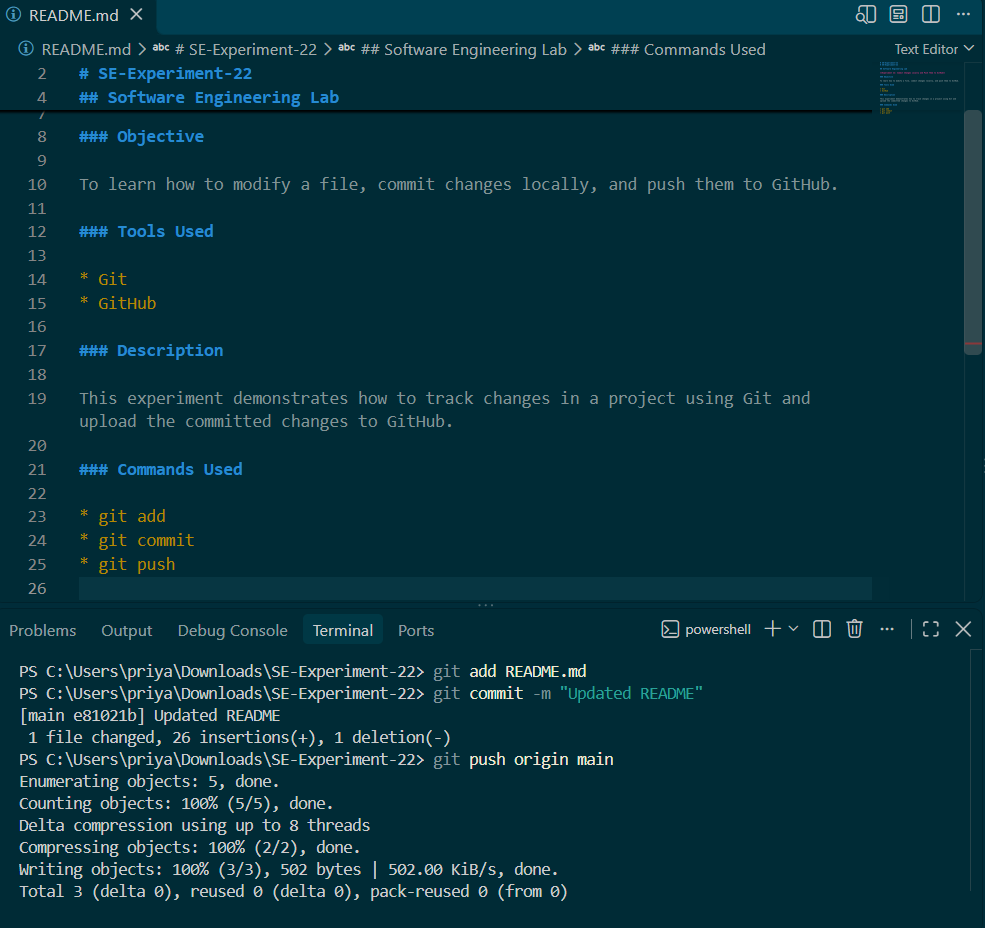 README.md
README.md > abc # SE-Experiment-22 > abc ## Software Engineering Lab > abc ### Commands Used
Text Editor
2 # SE-Experiment-22
4 ## Software Engineering Lab
7
8 ### Objective
9
10 To learn how to modify a file, commit changes locally, and push them to GitHub.
11
12 ### Tools Used
13
14 * Git
15 * GitHub
16
17 ### Description
18
19 This experiment demonstrates how to track changes in a project using Git and
upload the committed changes to GitHub.
20
21 ### Commands Used
22
23 * git add
24 * git commit
25 * git push
26
Problems Output Debug Console Terminal Ports
powershell
PS C:\Users\priya\Downloads\SE-Experiment-22> git add README.md
PS C:\Users\priya\Downloads\SE-Experiment-22> git commit -m "Updated README"
[main e81021b] Updated README
 1 file changed, 26 insertions(+), 1 deletion(-)
PS C:\Users\priya\Downloads\SE-Experiment-22> git push origin main
Enumerating objects: 5, done.
Counting objects: 100% (5/5), done.
Delta compression using up to 8 threads
Compressing objects: 100% (2/2), done.
Writing objects: 100% (3/3), 502 bytes | 502.00 KiB/s, done.
Total 3 (delta 0), reused 0 (delta 0), pack-reused 0 (from 0)